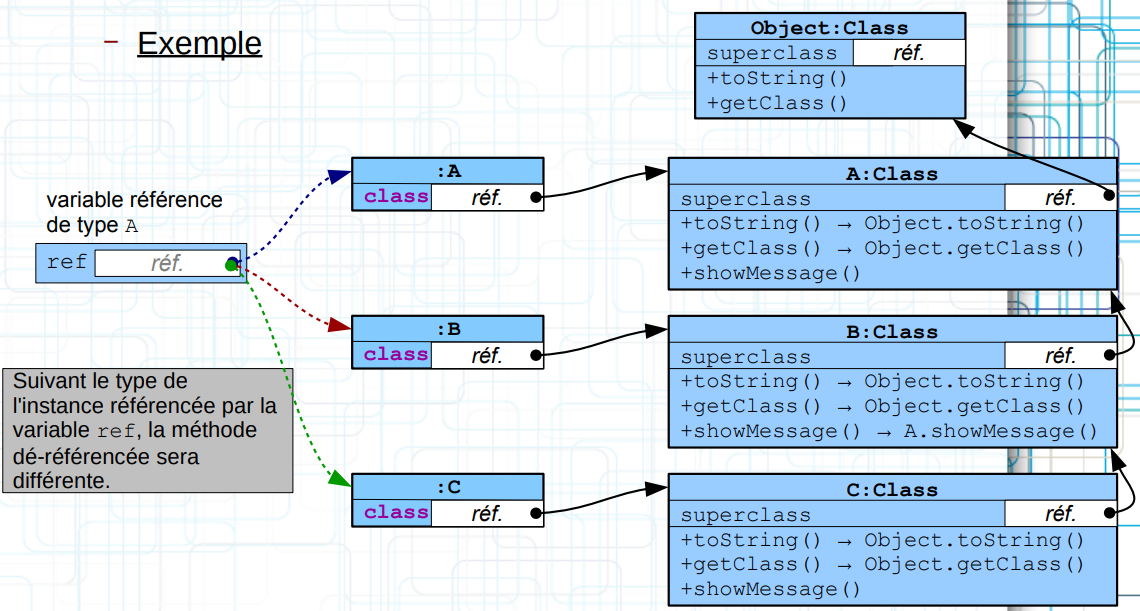 – Exemple
Object:Class
superclass réf.
+toString()
+getClass()
variable référence
de type A
ref réf.
:A
class réf.
A:Class
superclass réf.
+toString() → Object.toString()
+getClass() → Object.getClass()
+showMessage()
:B
class réf.
B:Class
superclass réf.
+toString() → Object.toString()
+getClass() → Object.getClass()
+showMessage() → A.showMessage()
Suivant le type de
l'instance référencée par la
variable ref, la méthode
dé-référencée sera
différente.
:C
class réf.
C:Class
superclass réf.
+toString() → Object.toString()
+getClass() → Object.getClass()
+showMessage()